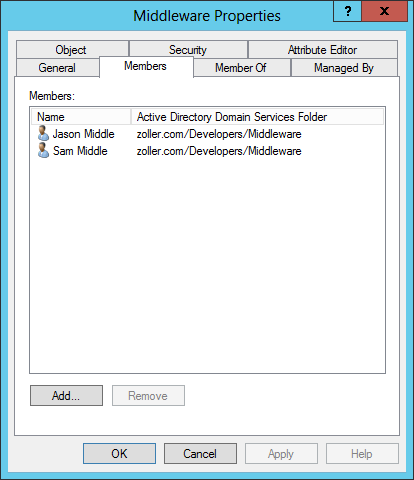 Middleware Properties
? X
Object Security Attribute Editor
General Members Member Of Managed By
Members:
Name Active Directory Domain Services Folder
Jason Middle zoller.com/Developers/Middleware
Sam Middle zoller.com/Developers/Middleware
Add... Remove
OK Cancel Apply Help